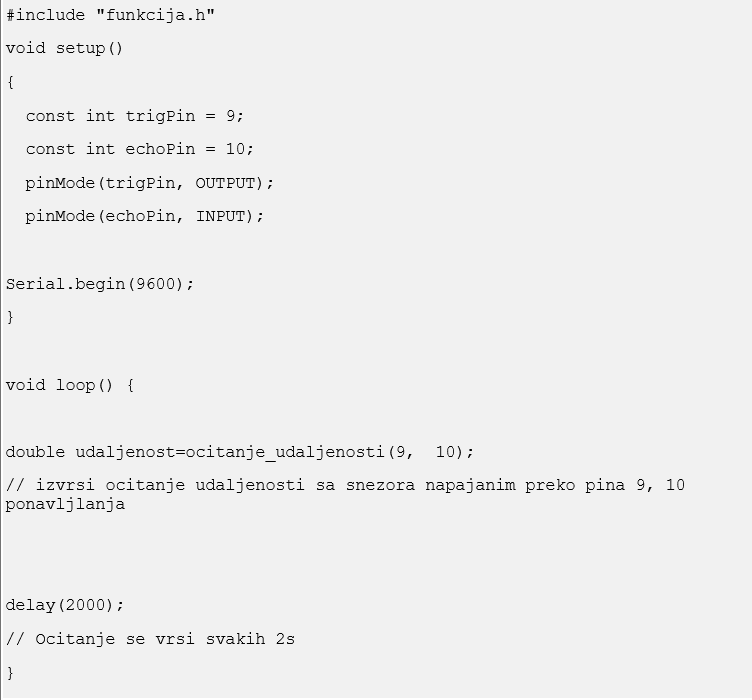 #include "funkcija.h"
void setup()
{
const int trigPin = 9;
const int echoPin = 10;
pinMode(trigPin, OUTPUT);
pinMode(echoPin, INPUT);
Serial.begin(9600);
}
void loop() {
double udaljenost=ocitanje_udaljenosti(9,  10);
// izvrsi ocitanje udaljenosti sa snezora napajanim preko pina 9, 10
ponavljlanja
delay(2000);
// Ocitanje se vrsi svakih 2s
}